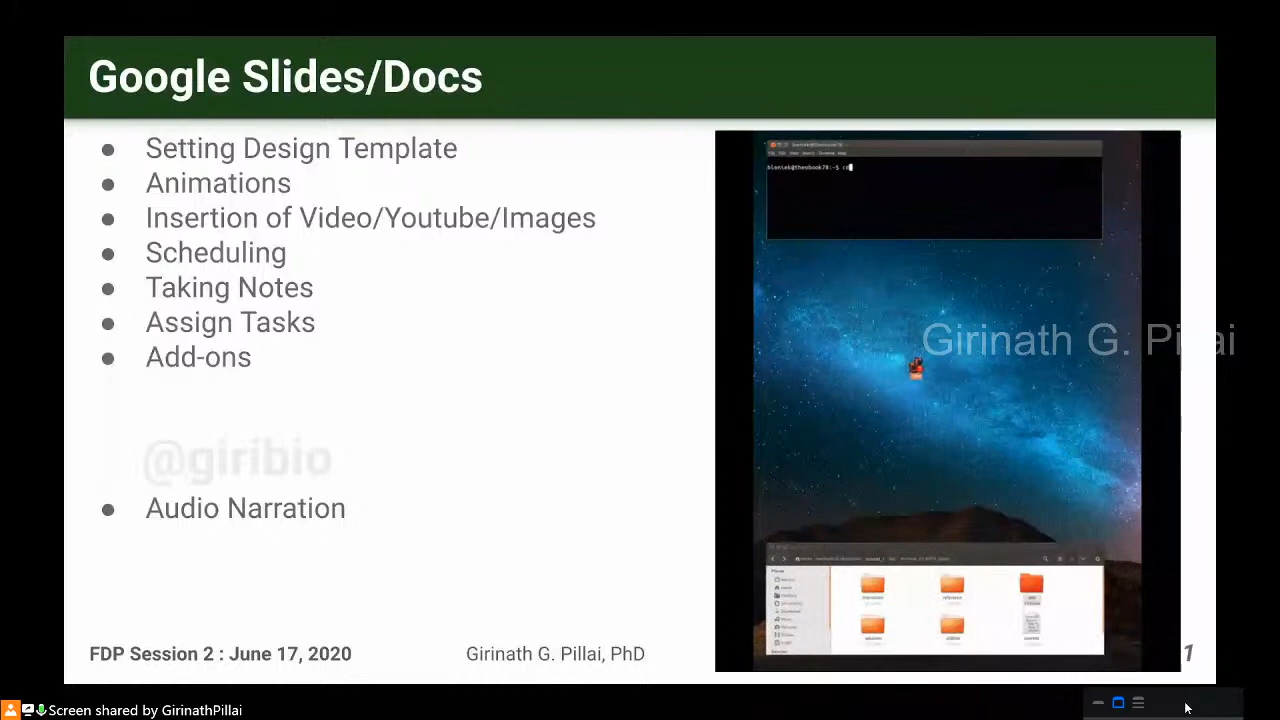 Google Slides/Docs
● Setting Design Template
● Animations
● Insertion of Video/Youtube/Images
● Scheduling
● Taking Notes
● Assign Tasks
● Add-ons
@giribio
● Audio Narration
Girinath G. Pillai
FDP Session 2 : June 17, 2020
Girinath G. Pillai, PhD
1
Screen shared by GirinathPillai